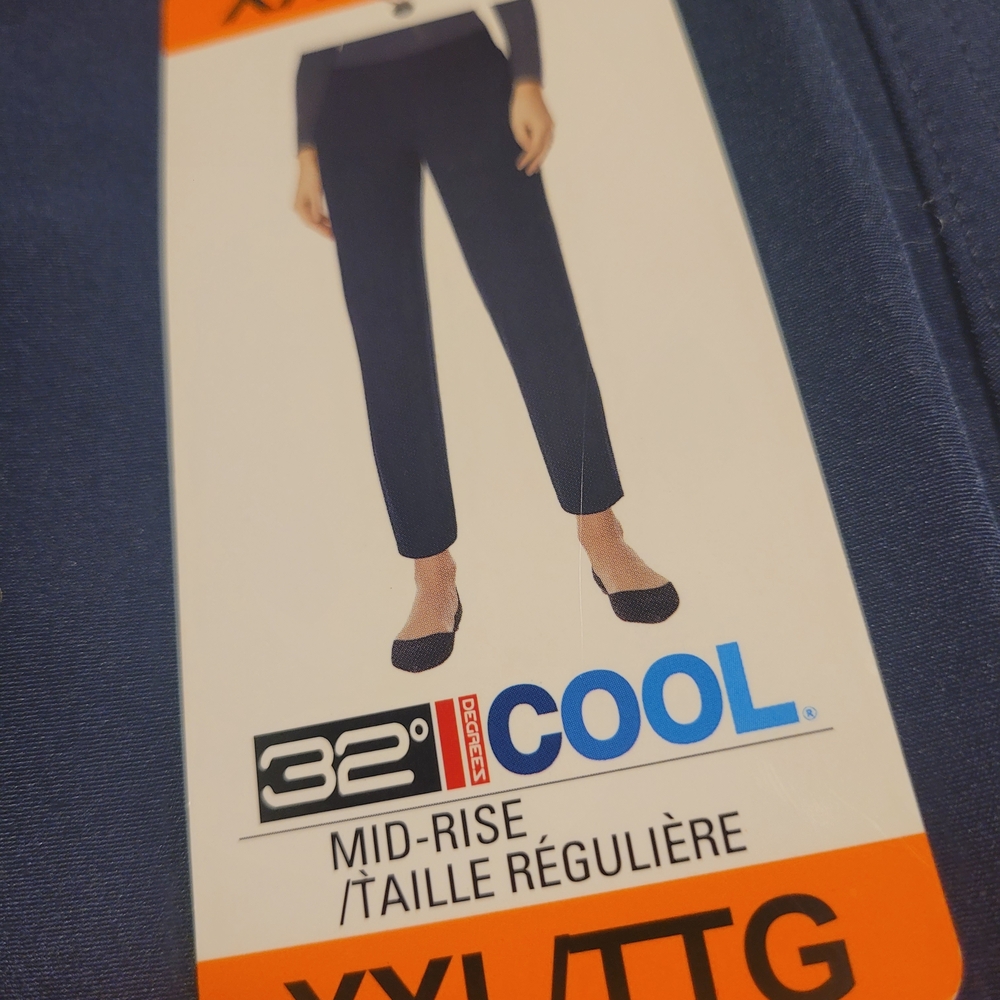 32° DEGREES COOL®
MID-RISE
/TAILLE RÉGULIÈRE
XXL/TTG